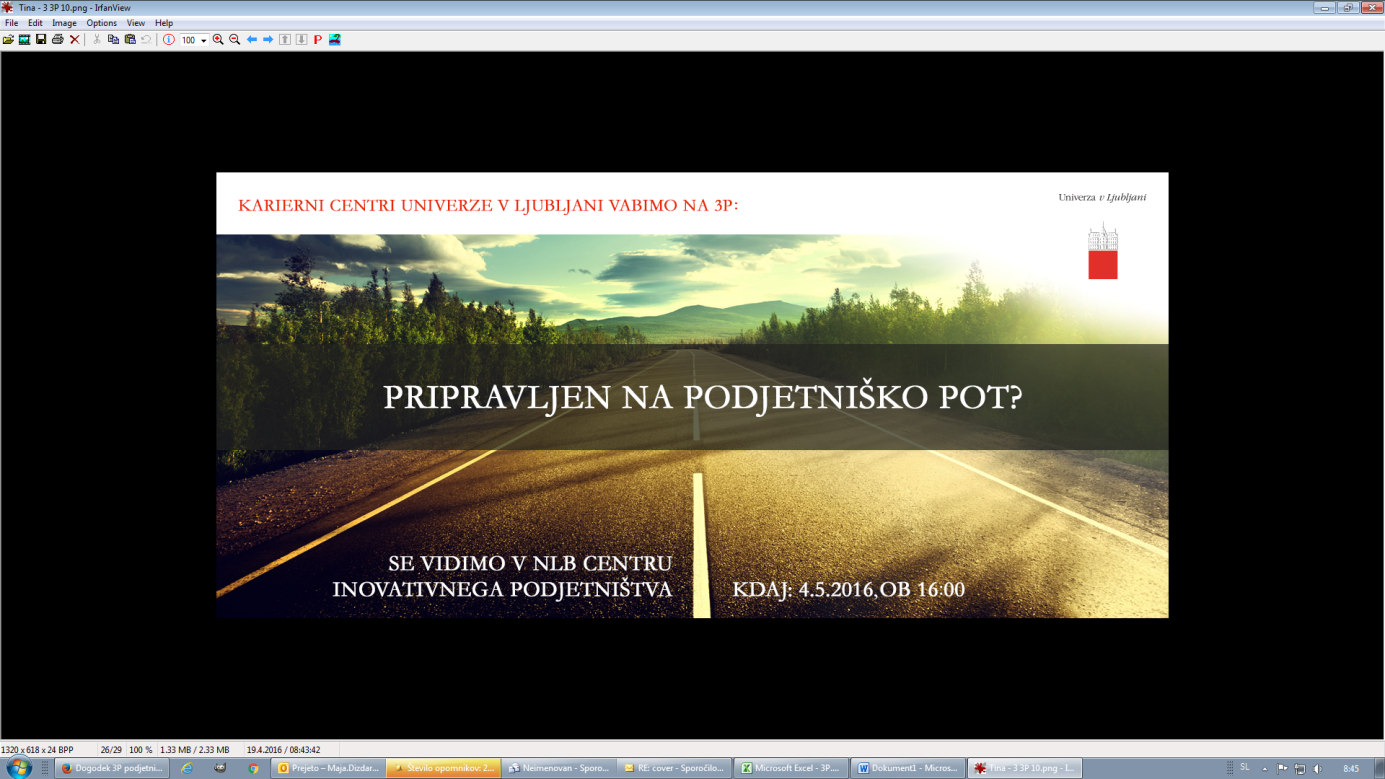 Tina - 3 3P 10.png - IrfanView
File Edit Image Options View Help
100
KARIERNI CENTRI UNIVERZE V LJUBLJANI VABIMO NA 3P:
Univerza v Ljubljani
PRIPRAVLJEN NA PODJETNIŠKO POT?
SE VIDIMO V NLB CENTRU
INOVATIVNEGA PODJETNIŠTVA
KDAJ: 4.5.2016,OB 16:00
1320 x 618 x 24 BPP 26/29 100 % 1.33 MB / 2.33 MB 19.4.2016 / 08:43:42
Dogodek 3P podjetni... Prejeto – Maja.Dizdar... Število opomnikov: 2... Neimenovan - Sporo... RE: cover - Sporočilo... Microsoft Excel - 3P.... Dokument1 - Micros... Tina - 3 3P 10.png - I... SL 8:45